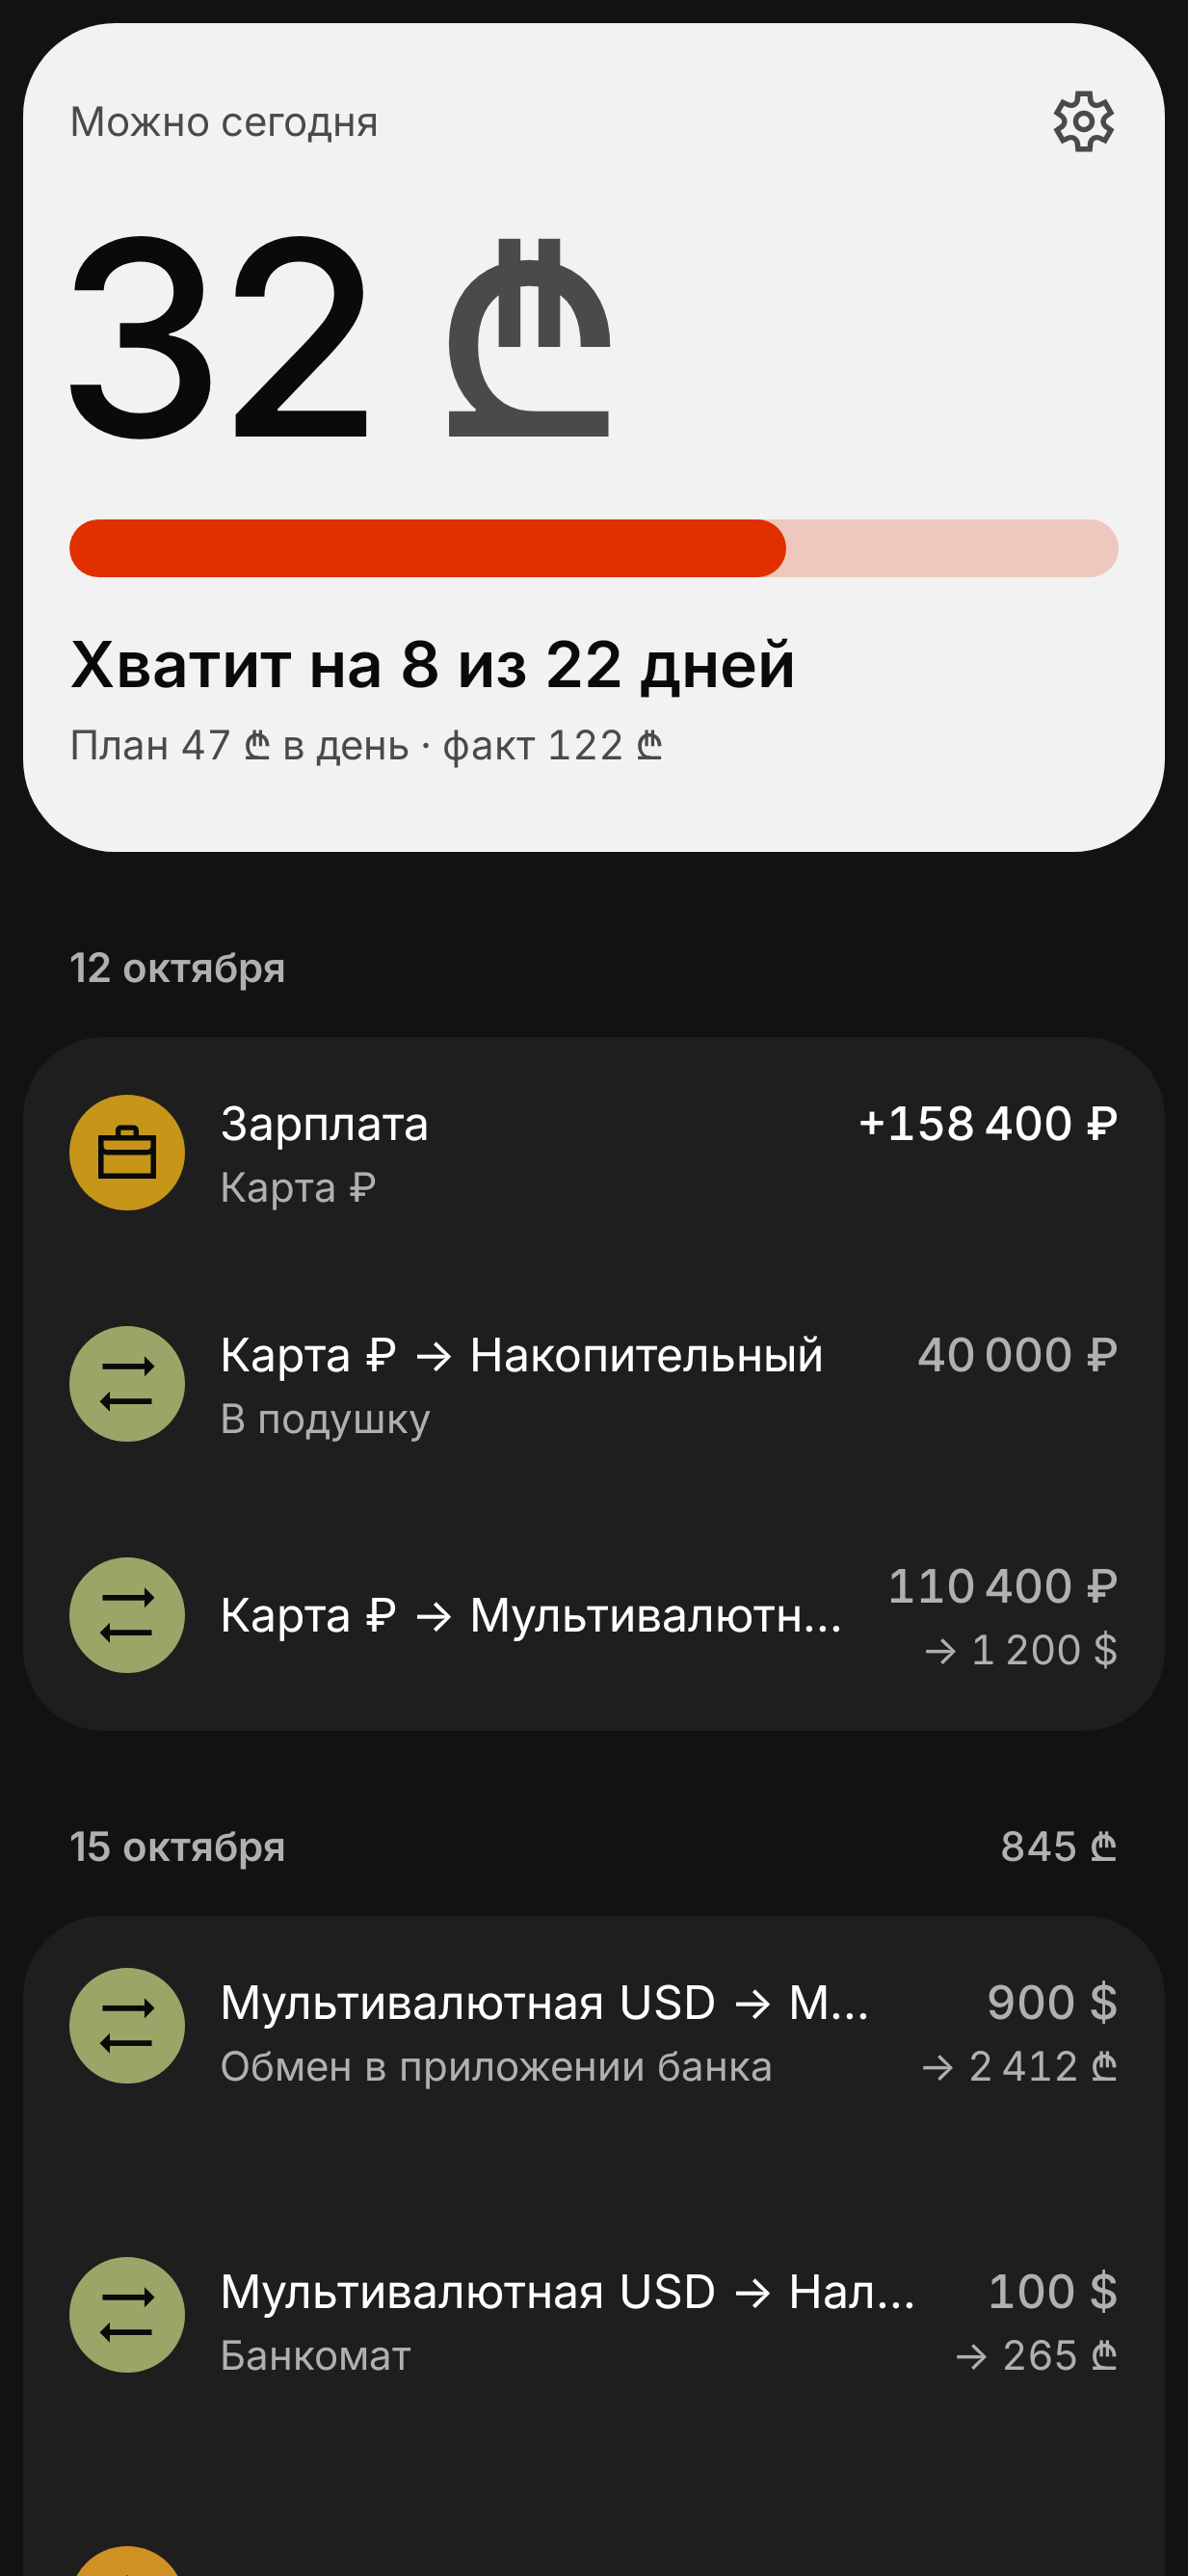 Можно сегодня
32 ₾
Хватит на 8 из 22 дней
План 47 ₾ в день · факт 122 ₾
12 октября
Зарплата
+158 400 ₽
Карта ₽
Карта ₽ → Накопительный
40 000 ₽
В подушку
Карта ₽ → Мультивалютн...
110 400 ₽
→ 1 200 $
15 октября
845 ₾
Мультивалютная USD → М...
900 $
Обмен в приложении банка
→ 2 412 ₾
Мультивалютная USD → Нал...
100 $
Банкомат
→ 265 ₾